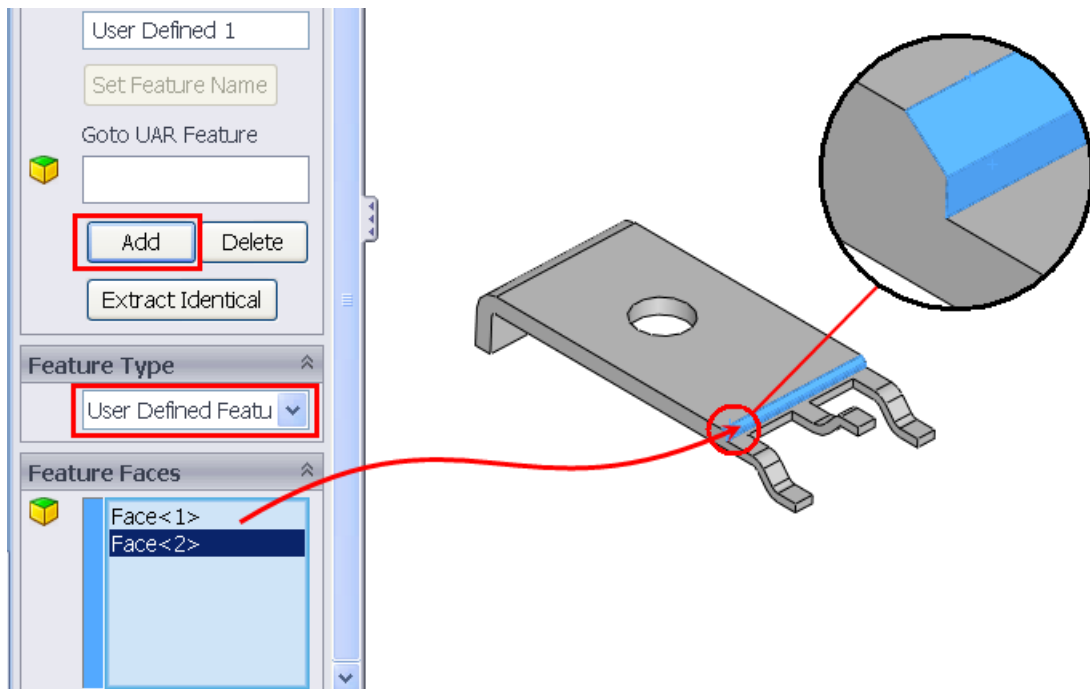 User Defined 1
Set Feature Name
Goto UAR Feature
Add
Delete
Extract Identical
Feature Type
User Defined Featu
Feature Faces
Face<1>
Face<2>